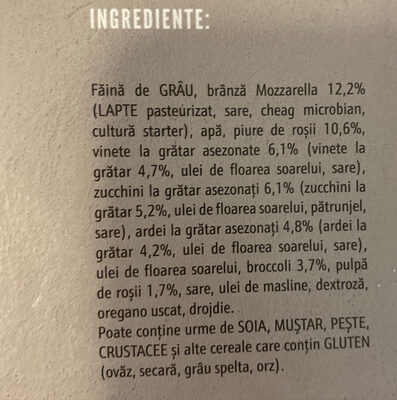 INGREDIENTE:
Făină de GRÂU, brânză Mozzarella 12,2%
(LAPTE pasteurizat, sare, cheag microbian,
cultură starter), apă, piure de roșii 10,6%,
vinete la grătar asezonate 6,1% (vinete la
grătar 4,7%, ulei de floarea soarelui, sare),
zucchini la grătar asezonați 6,1% (zucchini la
grătar 5,2%, ulei de floarea soarelui, pătrunjel,
sare), ardei la grătar asezonați 4,8% (ardei la
grătar 4,2%, ulei de floarea soarelui, sare),
ulei de floarea soarelui, broccoli 3,7%, pulpă
de roșii 1,7%, sare, ulei de masline, dextroză,
oregano uscat, drojdie.
Poate conține urme de SOIA, MUȘTAR, PEȘTE,
CRUSTACEE și alte cereale care conțin GLUTEN
(ovăz, secară, grâu spelta, orz).